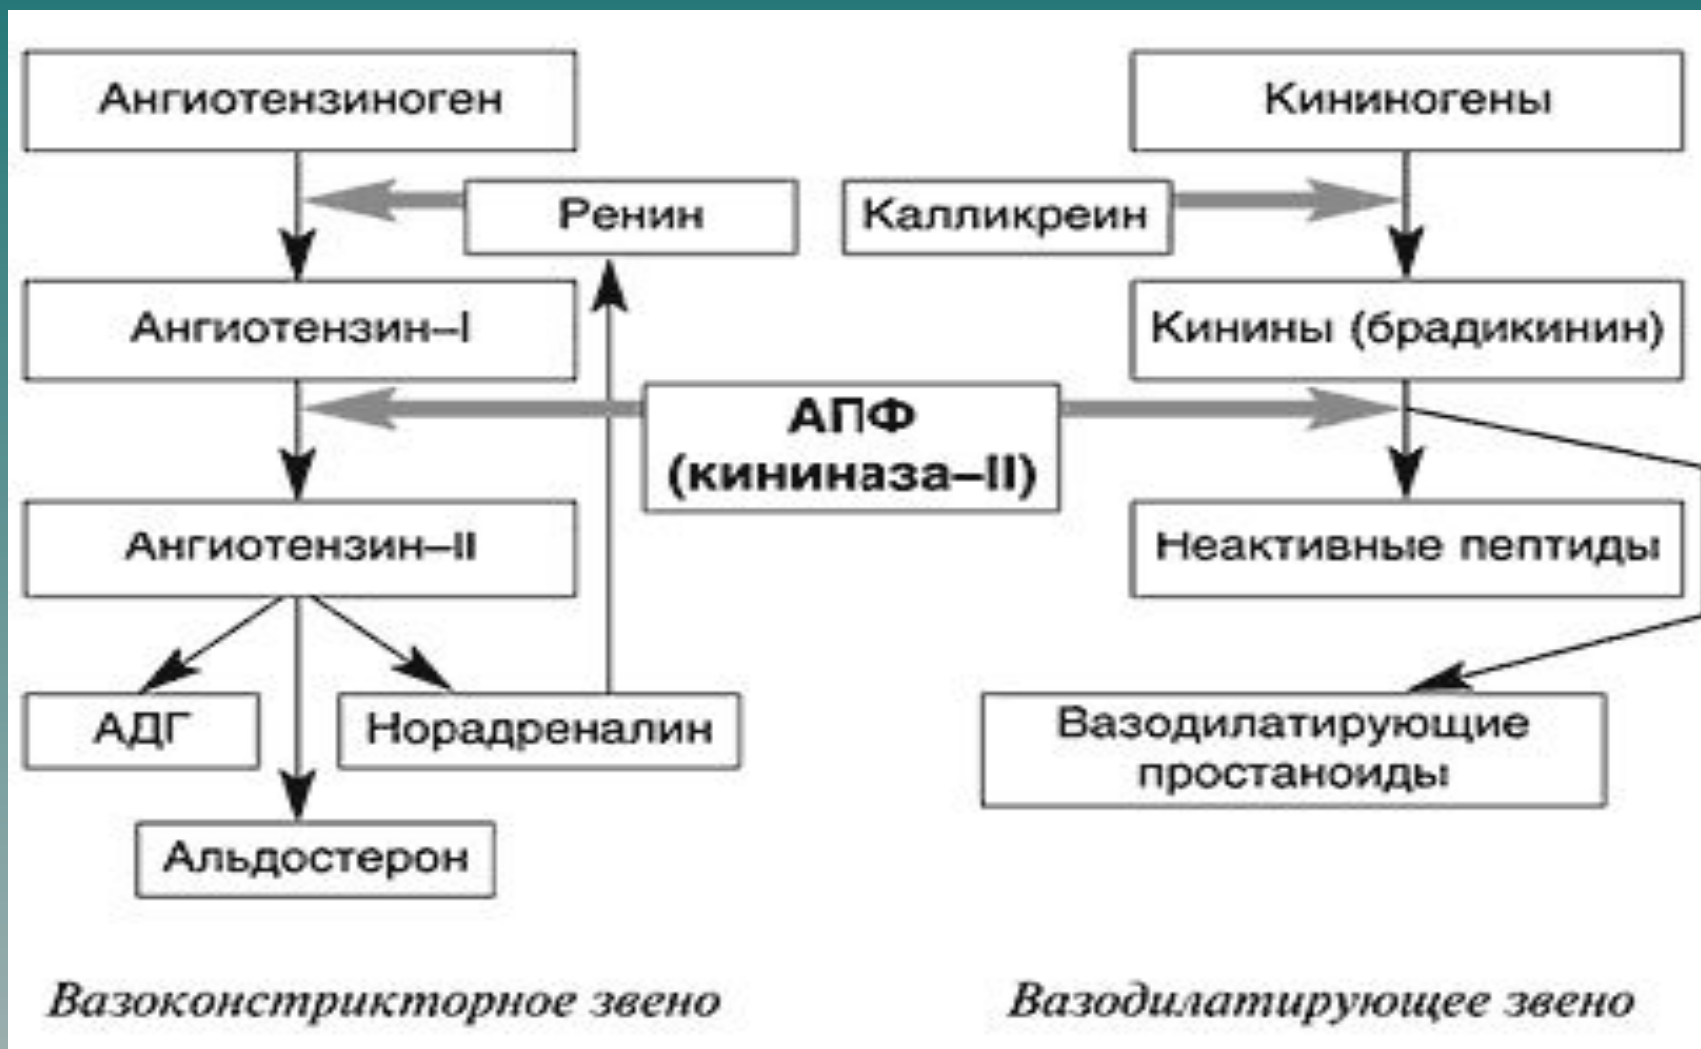 Ангиотензиноген
Кининогены
Ренин
Калликреин
Ангиотензин–I
Кинины (брадикинин)
АПФ
(кининаза–II)
Ангиотензин–II
Неактивные пептиды
АДГ
Норадреналин
Вазодилатирующие
простаноиды
Альдостерон
Вазоконстрикторное звено
Вазодилатирующее звено